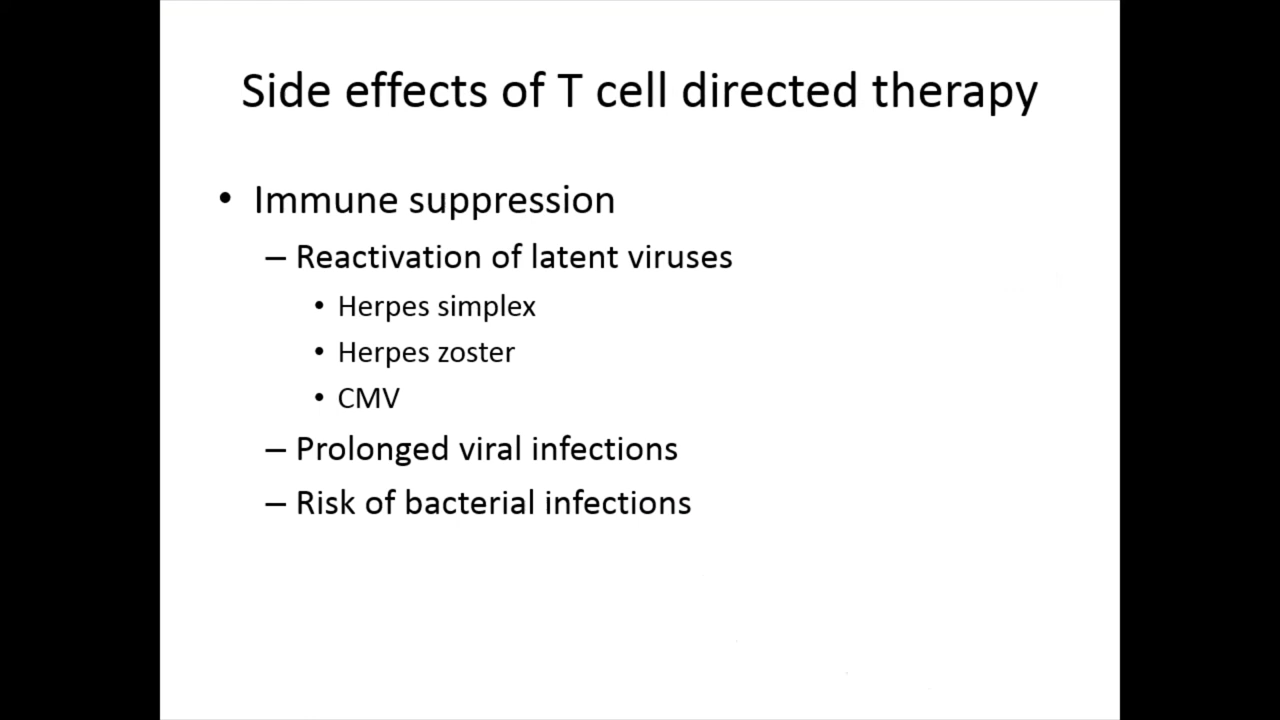 Side effects of T cell directed therapy
• Immune suppression
– Reactivation of latent viruses
• Herpes simplex
• Herpes zoster
• CMV
– Prolonged viral infections
– Risk of bacterial infections